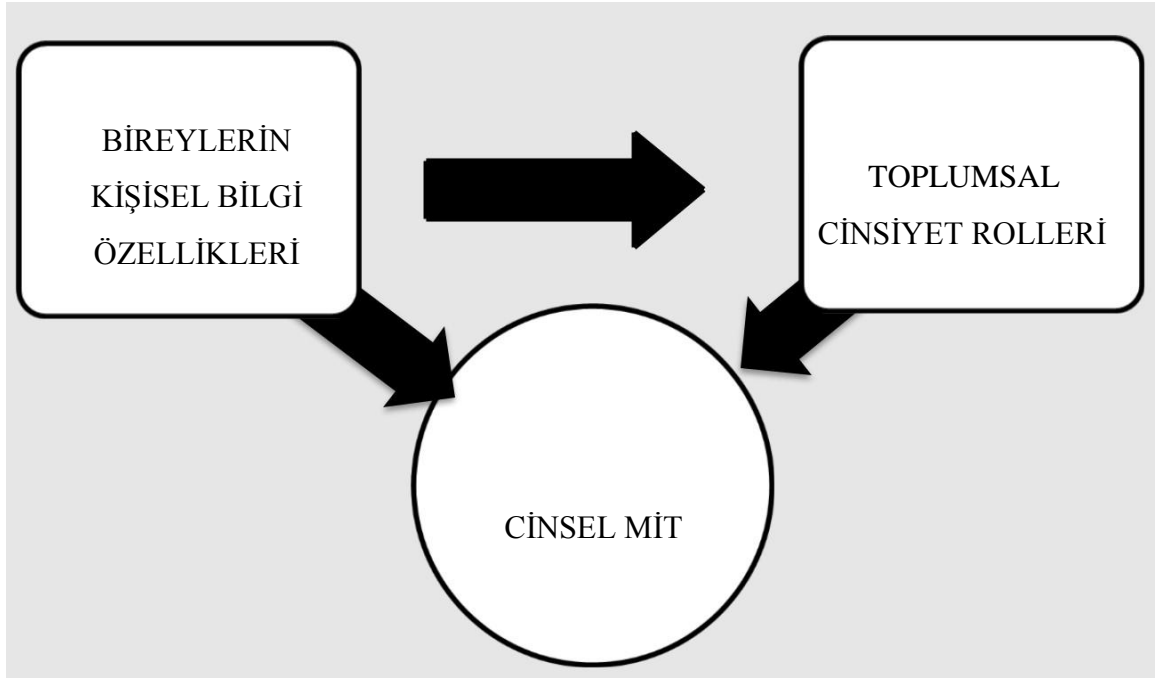 BİREYLERİN
KİŞİSEL BİLGİ
ÖZELLİKLERİ
TOPLUMSAL
CİNSİYET ROLLERİ
CİNSEL MİT